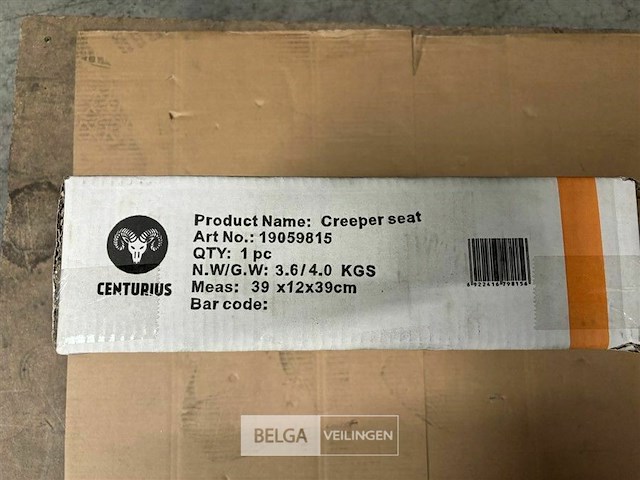 Product Name: Creeper seat
Art No.: 19059815
QTY: 1 pc
N.W/G.W: 3.6/4.0 KGS
Meas: 39 x12x39cm
Bar code:
CENTURIUS
6922416798156
BELGA VEILINGEN